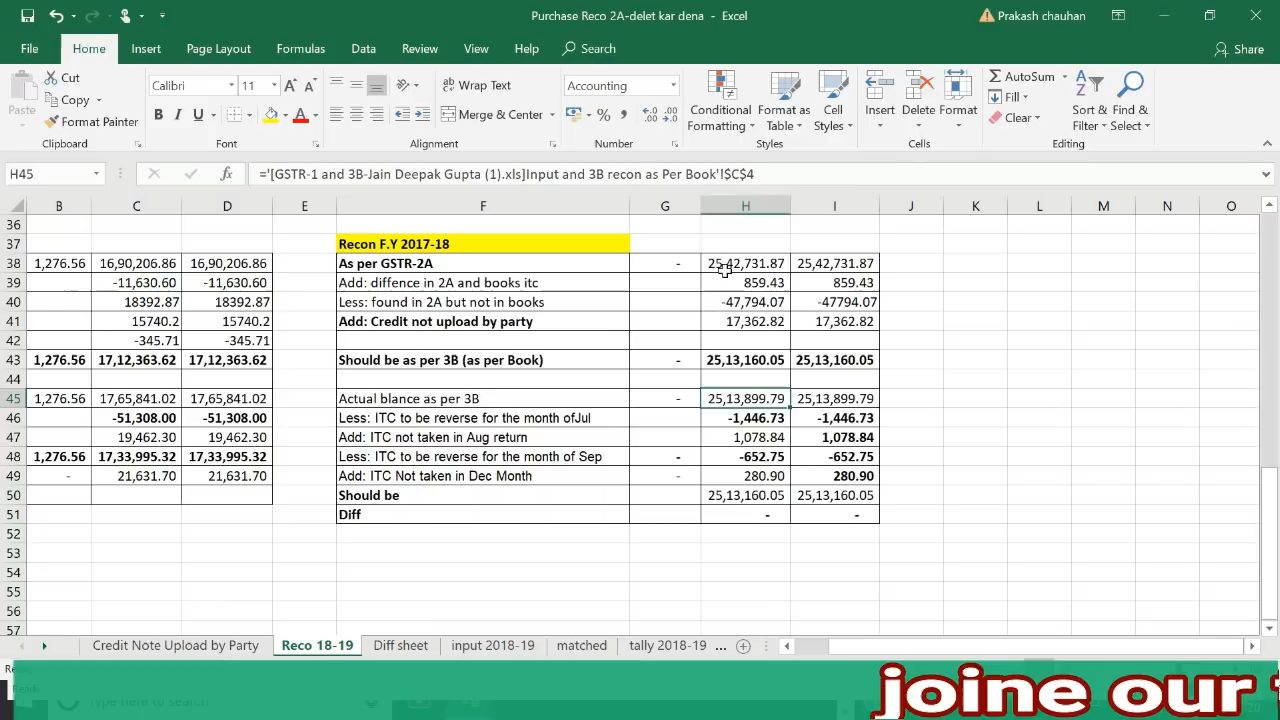 Purchase Reco 2A-delet kar dena - Excel
Prakash chauhan
File Home Insert Page Layout Formulas Data Review View Help Search Share
Paste Cut Copy Format Painter Clipboard
Calibri 11 B I U A Font
Wrap Text Merge & Center Alignment
Accounting % , Number
Conditional Formatting Format as Table Cell Styles Styles
Insert Delete Format Cells
AutoSum Fill Clear Sort & Filter Find & Select Editing
H45 fx ='[GSTR-1 and 3B-Jain Deepak Gupta (1).xls]Input and 3B recon as Per Book'!$C$4
B C D E F G H I J K L M N O
36
37 Recon F.Y 2017-18
38 1,276.56 16,90,206.86 16,90,206.86 As per GSTR-2A - 25,42,731.87 25,42,731.87
39 -11,630.60 -11,630.60 Add: diffence in 2A and books itc 859.43 859.43
40 18392.87 18392.87 Less: found in 2A but not in books -47,794.07 -47794.07
41 15740.2 15740.2 Add: Credit not upload by party 17,362.82 17,362.82
42 -345.71 -345.71
43 1,276.56 17,12,363.62 17,12,363.62 Should be as per 3B (as per Book) - 25,13,160.05 25,13,160.05
44
45 1,276.56 17,65,841.02 17,65,841.02 Actual blance as per 3B - 25,13,899.79 25,13,899.79
46 -51,308.00 -51,308.00 Less: ITC to be reverse for the month ofJul -1,446.73 -1,446.73
47 19,462.30 19,462.30 Add: ITC not taken in Aug return 1,078.84 1,078.84
48 1,276.56 17,33,995.32 17,33,995.32 Less: ITC to be reverse for the month of Sep - -652.75 -652.75
49 - 21,631.70 21,631.70 Add: ITC Not taken in Dec Month - 280.90 280.90
50 Should be 25,13,160.05 25,13,160.05
51 Diff - -
52
53
54
55
56
57
Credit Note Upload by Party Reco 18-19 Diff sheet input 2018-19 matched tally 2018-19 ...
joine our